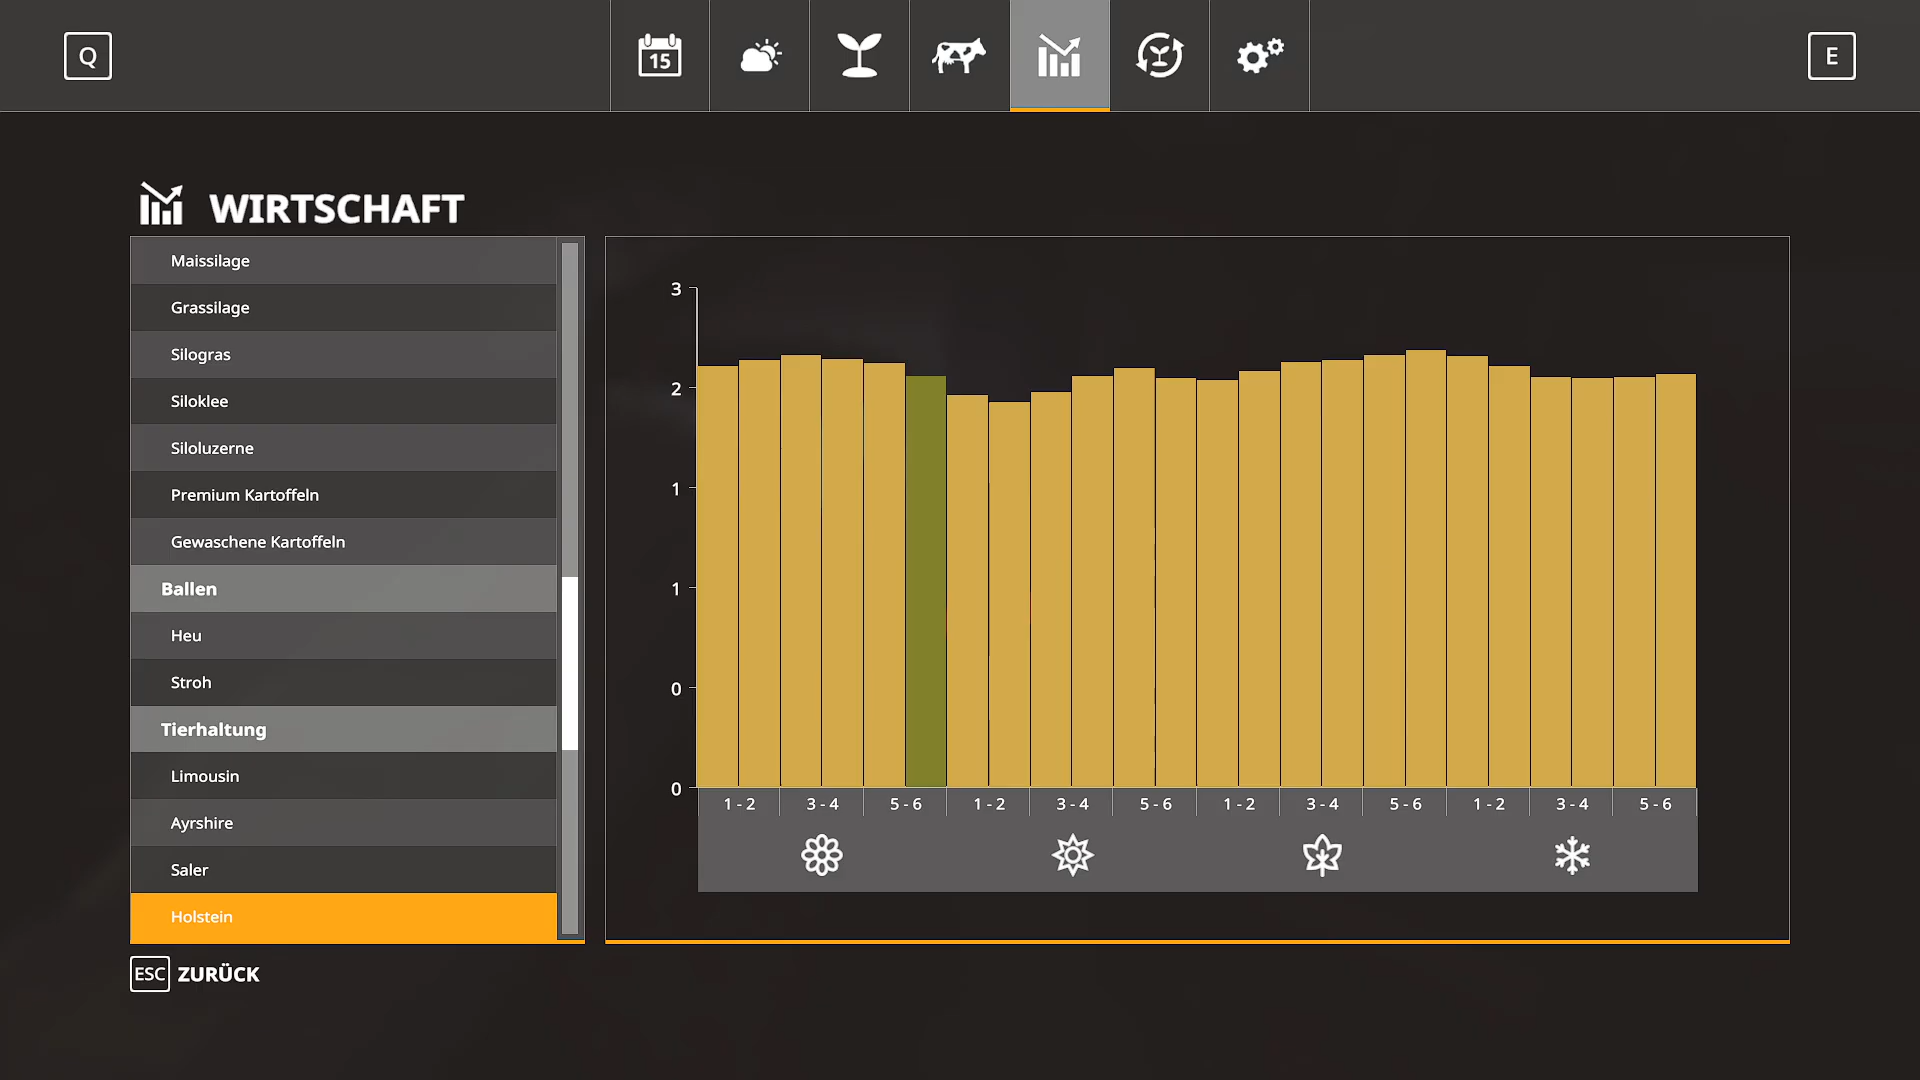 Q
15
E
WIRTSCHAFT
Maissilage
Grassilage
Silogras
Siloklee
Siloluzerne
Premium Kartoffeln
Gewaschene Kartoffeln
Ballen
Heu
Stroh
Tierhaltung
Limousin
Ayrshire
Saler
Holstein
3
2
1
1
0
0
1 - 2 3 - 4 5 - 6 1 - 2 3 - 4 5 - 6 1 - 2 3 - 4 5 - 6 1 - 2 3 - 4 5 - 6
ESC ZURÜCK